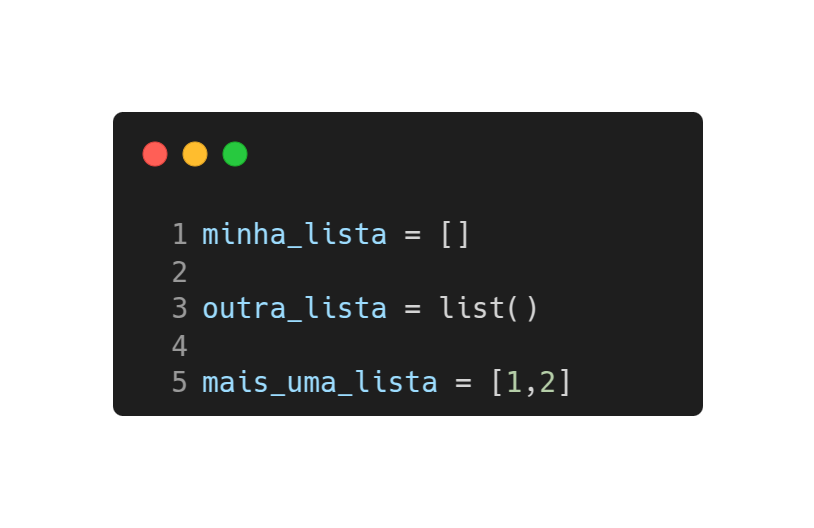 1 minha_lista = []
2
3 outra_lista = list()
4
5 mais_uma_lista = [1,2]